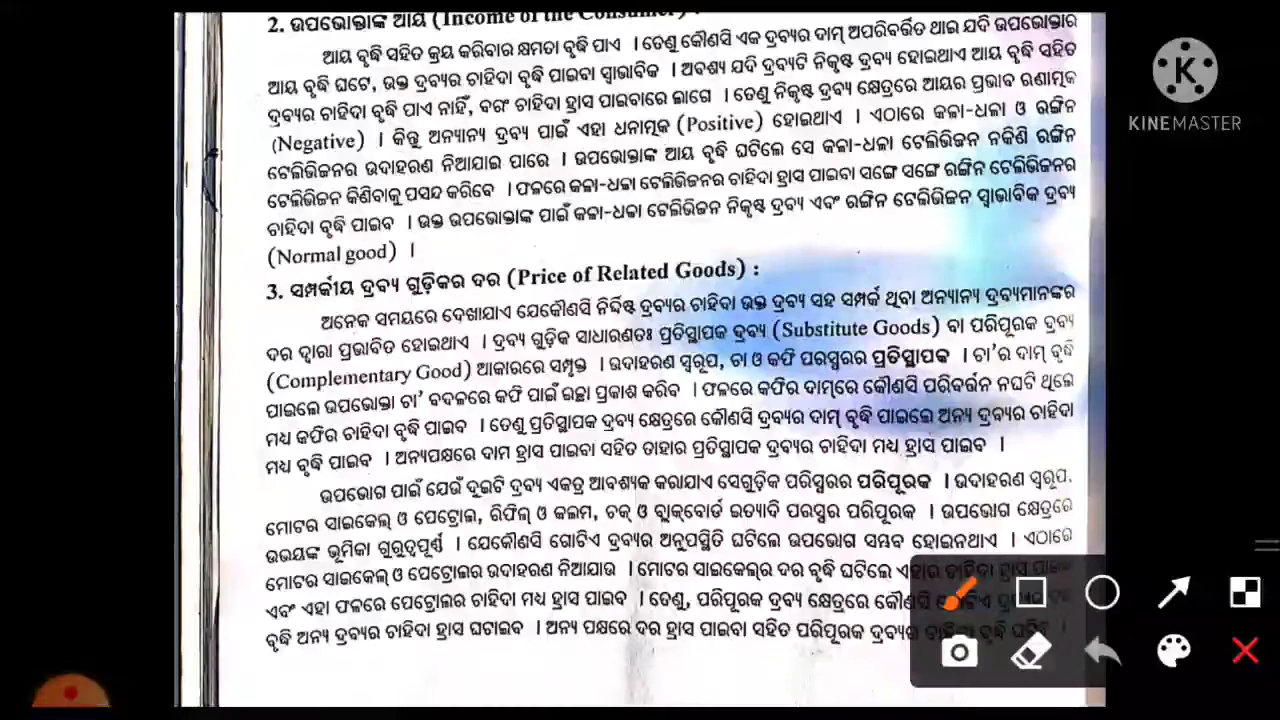 2. ଉପଭୋକ୍ତାଙ୍କ ଆୟ (Income of the Consumer) :
ଆୟ ବୃଦ୍ଧି ସହିତ କ୍ରୟ କରିବାର କ୍ଷମତା ବୃଦ୍ଧି ପାଏ । ତେଣୁ କୌଣସି ଏକ ଦ୍ରବ୍ୟର ଦାମ୍ ଅପରିବର୍ତ୍ତିତ ଥାଇ ଯଦି ଉପଭୋକ୍ତାର
ଆୟ ବୃଦ୍ଧି ଘଟେ, ଉକ୍ତ ଦ୍ରବ୍ୟର ଚାହିଦା ବୃଦ୍ଧି ପାଇବା ସ୍ୱାଭାବିକ । ଅବଶ୍ୟ ଯଦି ଦ୍ରବ୍ୟଟି ନିକୃଷ୍ଟ ଦ୍ରବ୍ୟ ହୋଇଥାଏ ଆୟ ବୃଦ୍ଧି ସହିତ
ଦ୍ରବ୍ୟର ଚାହିଦା ବୃଦ୍ଧି ପାଏ ନାହିଁ, ବରଂ ଚାହିଦା ହ୍ରାସ ପାଇବାରେ ଲାଗେ । ତେଣୁ ନିକୃଷ୍ଟ ଦ୍ରବ୍ୟ କ୍ଷେତ୍ରରେ ଆୟର ପ୍ରଭାବ ଋଣାତ୍ମକ
(Negative) । କିନ୍ତୁ ଅନ୍ୟାନ୍ୟ ଦ୍ରବ୍ୟ ପାଇଁ ଏହା ଧନାତ୍ମକ (Positive) ହୋଇଥାଏ । ଏଠାରେ କଳା-ଧଳା ଓ ରଙ୍ଗିନ
ଟେଲିଭିଜନର ଉଦାହରଣ ନିଆଯାଇ ପାରେ । ଉପଭୋକ୍ତାଙ୍କ ଆୟ ବୃଦ୍ଧି ଘଟିଲେ ସେ କଳା-ଧଳା ଟେଲିଭିଜନ ନକିଣି ରଙ୍ଗିନ
ଟେଲିଭିଜନ କିଣିବାକୁ ପସନ୍ଦ କରିବେ । ଫଳରେ କଳା-ଧଳା ଟେଲିଭିଜନର ଚାହିଦା ହ୍ରାସ ପାଇବା ସଙ୍ଗେ ସଙ୍ଗେ ରଙ୍ଗିନ ଟେଲିଭିଜନର
ଚାହିଦା ବୃଦ୍ଧି ପାଇବ । ଉକ୍ତ ଉପଭୋକ୍ତାଙ୍କ ପାଇଁ କଳା-ଧଳା ଟେଲିଭିଜନ ନିକୃଷ୍ଟ ଦ୍ରବ୍ୟ ଏବଂ ରଙ୍ଗିନ ଟେଲିଭିଜନ ସ୍ୱାଭାବିକ ଦ୍ରବ୍ୟ
(Normal good) ।
3. ସମ୍ପର୍କୀୟ ଦ୍ରବ୍ୟ ଗୁଡ଼ିକର ଦର (Price of Related Goods) :
ଅନେକ ସମୟରେ ଦେଖାଯାଏ ଯେକୌଣସି ନିର୍ଦ୍ଦିଷ୍ଟ ଦ୍ରବ୍ୟର ଚାହିଦା ଉକ୍ତ ଦ୍ରବ୍ୟ ସହ ସମ୍ପର୍କ ଥିବା ଅନ୍ୟାନ୍ୟ ଦ୍ରବ୍ୟମାନଙ୍କର
ଦର ଦ୍ୱାରା ପ୍ରଭାବିତ ହୋଇଥାଏ । ଦ୍ରବ୍ୟ ଗୁଡ଼ିକ ସାଧାରଣତଃ ପ୍ରତିସ୍ଥାପକ ଦ୍ରବ୍ୟ (Substitute Goods) ବା ପରିପୂରକ ଦ୍ରବ୍ୟ
(Complementary Good) ଆକାରରେ ସମ୍ପୃକ୍ତ । ଉଦାହରଣ ସ୍ୱରୂପ, ଚା ଓ କଫି ପରସ୍ପରର ପ୍ରତିସ୍ଥାପକ । ଚା'ର ଦାମ୍ ବୃଦ୍ଧି
ପାଇଲେ ଉପଭୋକ୍ତା ଚା' ବଦଳରେ କଫି ପାଇଁ ଇଚ୍ଛା ପ୍ରକାଶ କରିବ । ଫଳରେ କଫିର ଦାମ୍‌ରେ କୌଣସି ପରିବର୍ତ୍ତନ ନଘଟି ଥିଲେ
ମଧ୍ୟ କଫିର ଚାହିଦା ବୃଦ୍ଧି ପାଇବ । ତେଣୁ ପ୍ରତିସ୍ଥାପକ ଦ୍ରବ୍ୟ କ୍ଷେତ୍ରରେ କୌଣସି ଦ୍ରବ୍ୟର ଦାମ୍ ବୃଦ୍ଧି ପାଇଲେ ଅନ୍ୟ ଦ୍ରବ୍ୟର ଚାହିଦା
ମଧ୍ୟ ବୃଦ୍ଧି ପାଇବ । ଅନ୍ୟପକ୍ଷରେ ଦାମ ହ୍ରାସ ପାଇବା ସହିତ ତାହାର ପ୍ରତିସ୍ଥାପକ ଦ୍ରବ୍ୟର ଚାହିଦା ମଧ୍ୟ ହ୍ରାସ ପାଇବ ।
ଉପଭୋଗ ପାଇଁ ଯେଉଁ ଦୁଇଟି ଦ୍ରବ୍ୟ ଏକତ୍ର ଆବଶ୍ୟକ କରାଯାଏ ସେଗୁଡ଼ିକ ପରିସ୍ପରର ପରିପୂରକ । ଉଦାହରଣ ସ୍ୱରୂପ,
ମୋଟର ସାଇକେଲ୍ ଓ ପେଟ୍ରୋଲ, ରିଫିଲ୍ ଓ କଲମ, ଚକ୍ ଓ ବ୍ଲାକ୍‌ବୋର୍ଡ ଇତ୍ୟାଦି ପରସ୍ପର ପରିପୂରକ । ଉପଭୋଗ କ୍ଷେତ୍ରରେ
ଉଭୟଙ୍କ ଭୂମିକା ଗୁରୁତ୍ୱପୂର୍ଣ୍ଣ । ଯେକୌଣସି ଗୋଟିଏ ଦ୍ରବ୍ୟର ଅନୁପସ୍ଥିତି ଘଟିଲେ ଉପଭୋଗ ସମ୍ଭବ ହୋଇନଥାଏ । ଏଠାରେ
ମୋଟର ସାଇକେଲ୍ ଓ ପେଟ୍ରୋଲର ଉଦାହରଣ ନିଆଯାଉ । ମୋଟର ସାଇକେଲ୍‌ର ଦର ବୃଦ୍ଧି ଘଟିଲେ ଏହାର ଚାହିଦା ହ୍ରାସ
ଏବଂ ଏହା ଫଳରେ ପେଟ୍ରୋଲର ଚାହିଦା ମଧ୍ୟ ହ୍ରାସ ପାଇବ । ତେଣୁ, ପରିପୂରକ ଦ୍ରବ୍ୟ କ୍ଷେତ୍ରରେ କୌଣସି
ବୃଦ୍ଧି ଅନ୍ୟ ଦ୍ରବ୍ୟର ଚାହିଦା ହ୍ରାସ ଘଟାଇବ । ଅନ୍ୟ ପକ୍ଷରେ ଦର ହ୍ରାସ ପାଇବା ସହିତ ପରିପୂରକ ଦ୍ରବ୍ୟର
K
KINEMASTER